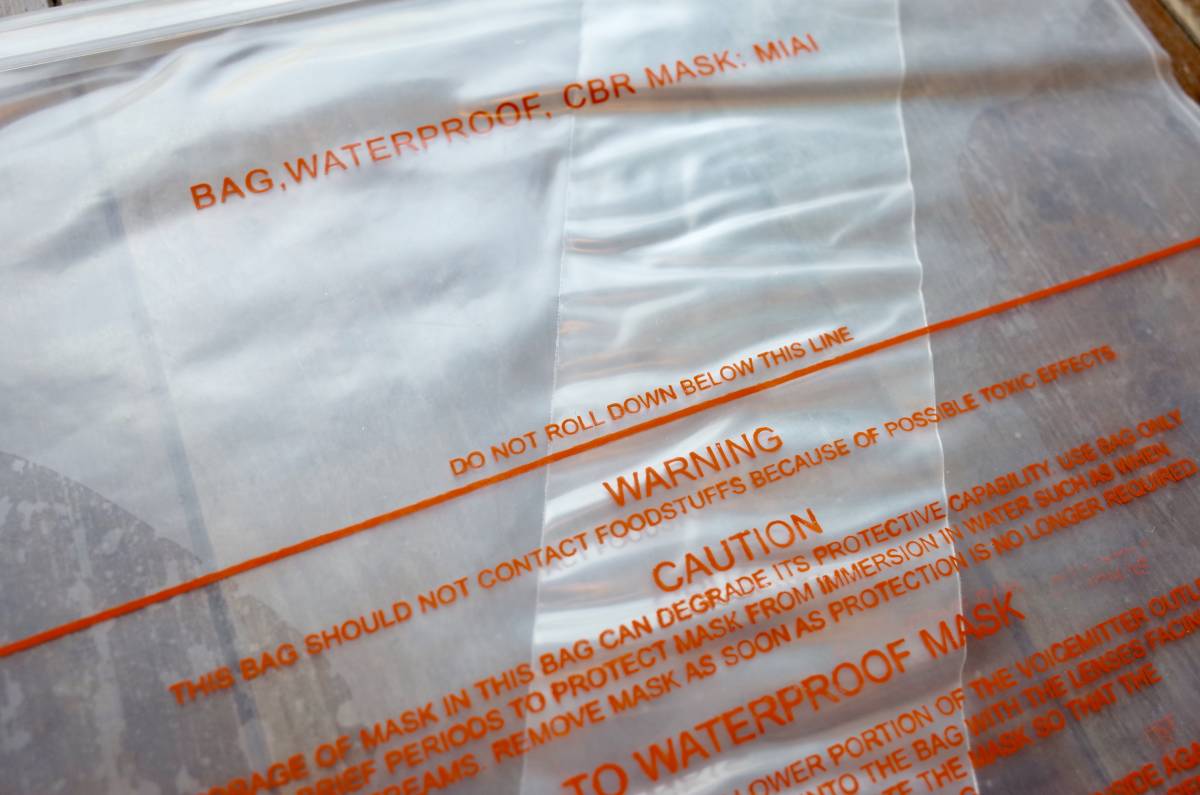 BAG, WATERPROOF, CBR MASK: MIAI
DO NOT ROLL DOWN BELOW THIS LINE
WARNING
THIS BAG SHOULD NOT CONTACT FOODSTUFFS BECAUSE OF POSSIBLE TOXIC EFFECTS
CAUTION
OF MASK IN THIS BAG CAN DEGRADE ITS PROTECTIVE CAPABILITY USE BAG ONLY
BRIEF PERIODS TO PROTECT MASK FROM IMMERSION IN WATER SUCH AS WHEN
REMOVE MASK AS SOON AS PROTECTION IS NO LONGER REQUIRED
TO WATERPROOF MASK
LOWER PORTION OF THE VOICEMITTER
INTO THE BAG WITH THE LENSES
THE MASK SO THAT THE